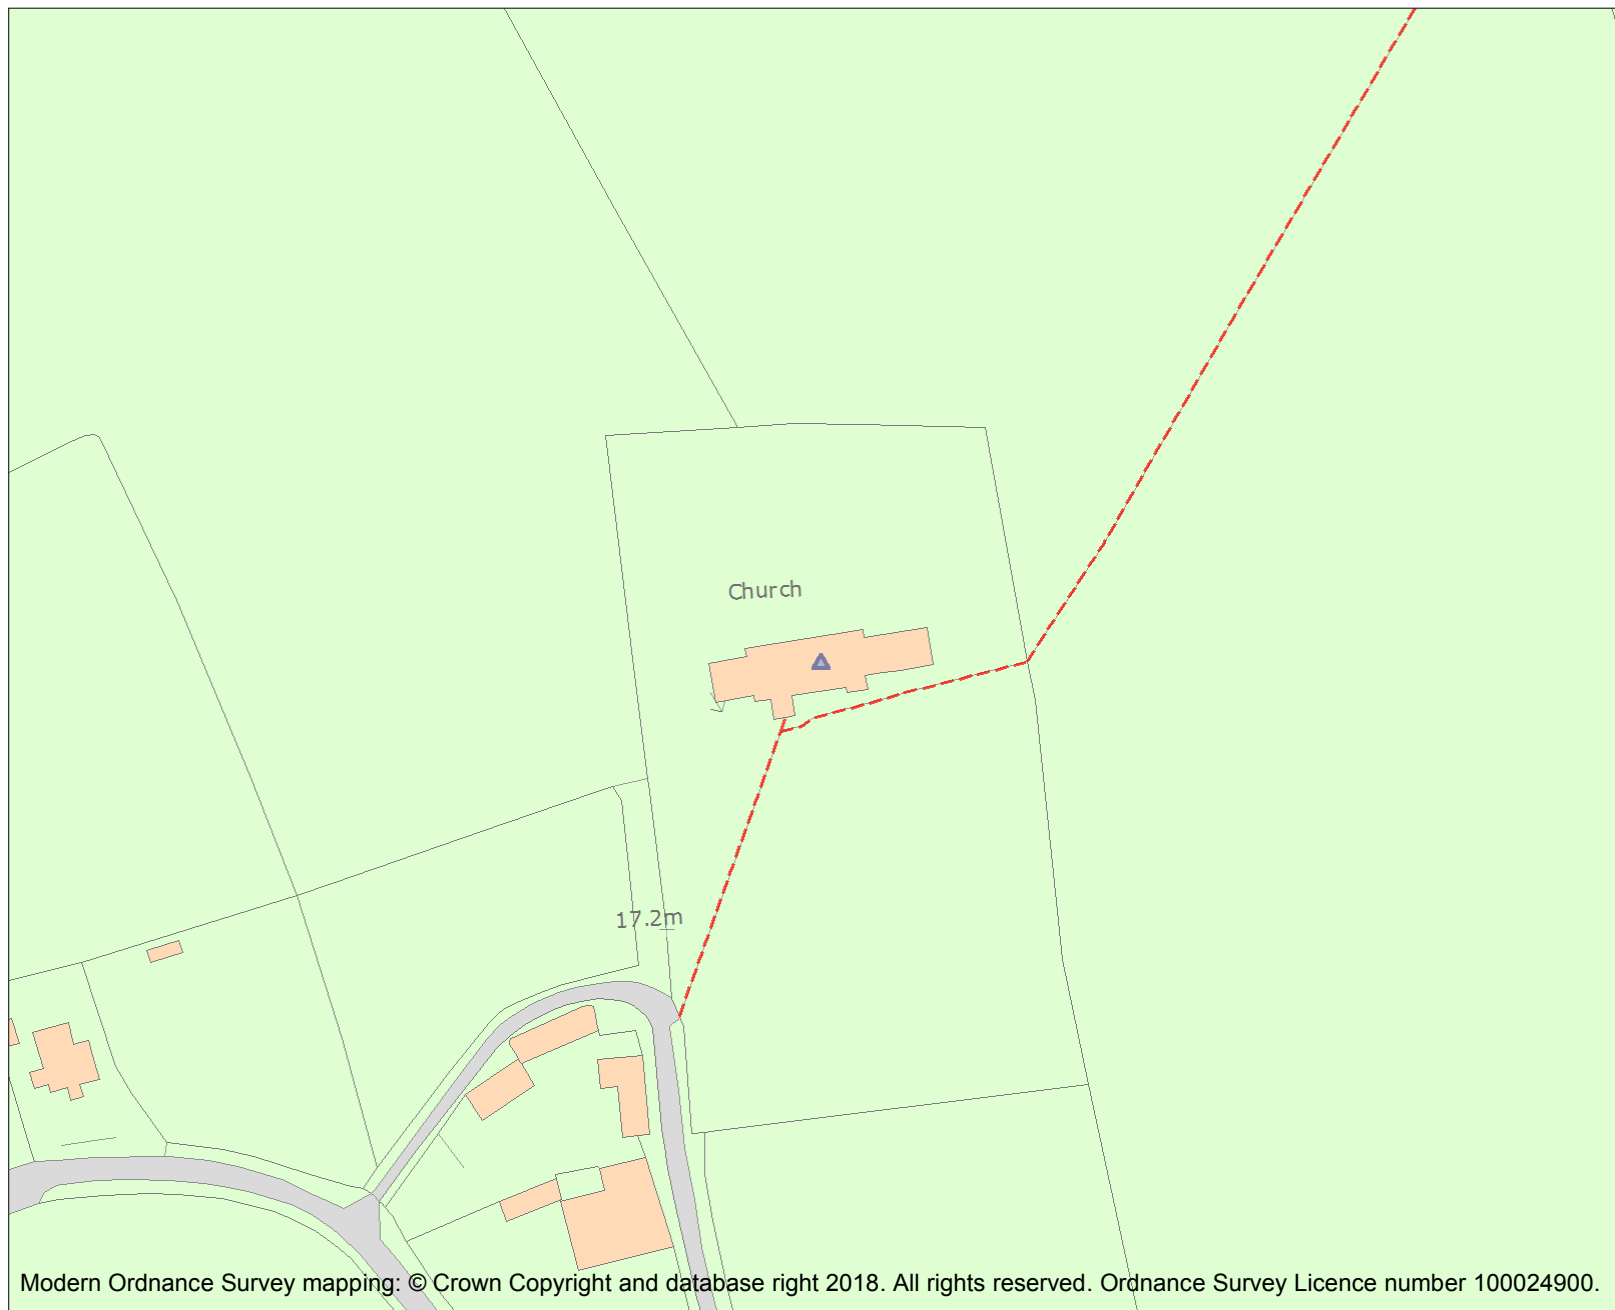 Church
17.2m
Modern Ordnance Survey mapping: © Crown Copyright and database right 2018. All rights reserved. Ordnance Survey Licence number 100024900.